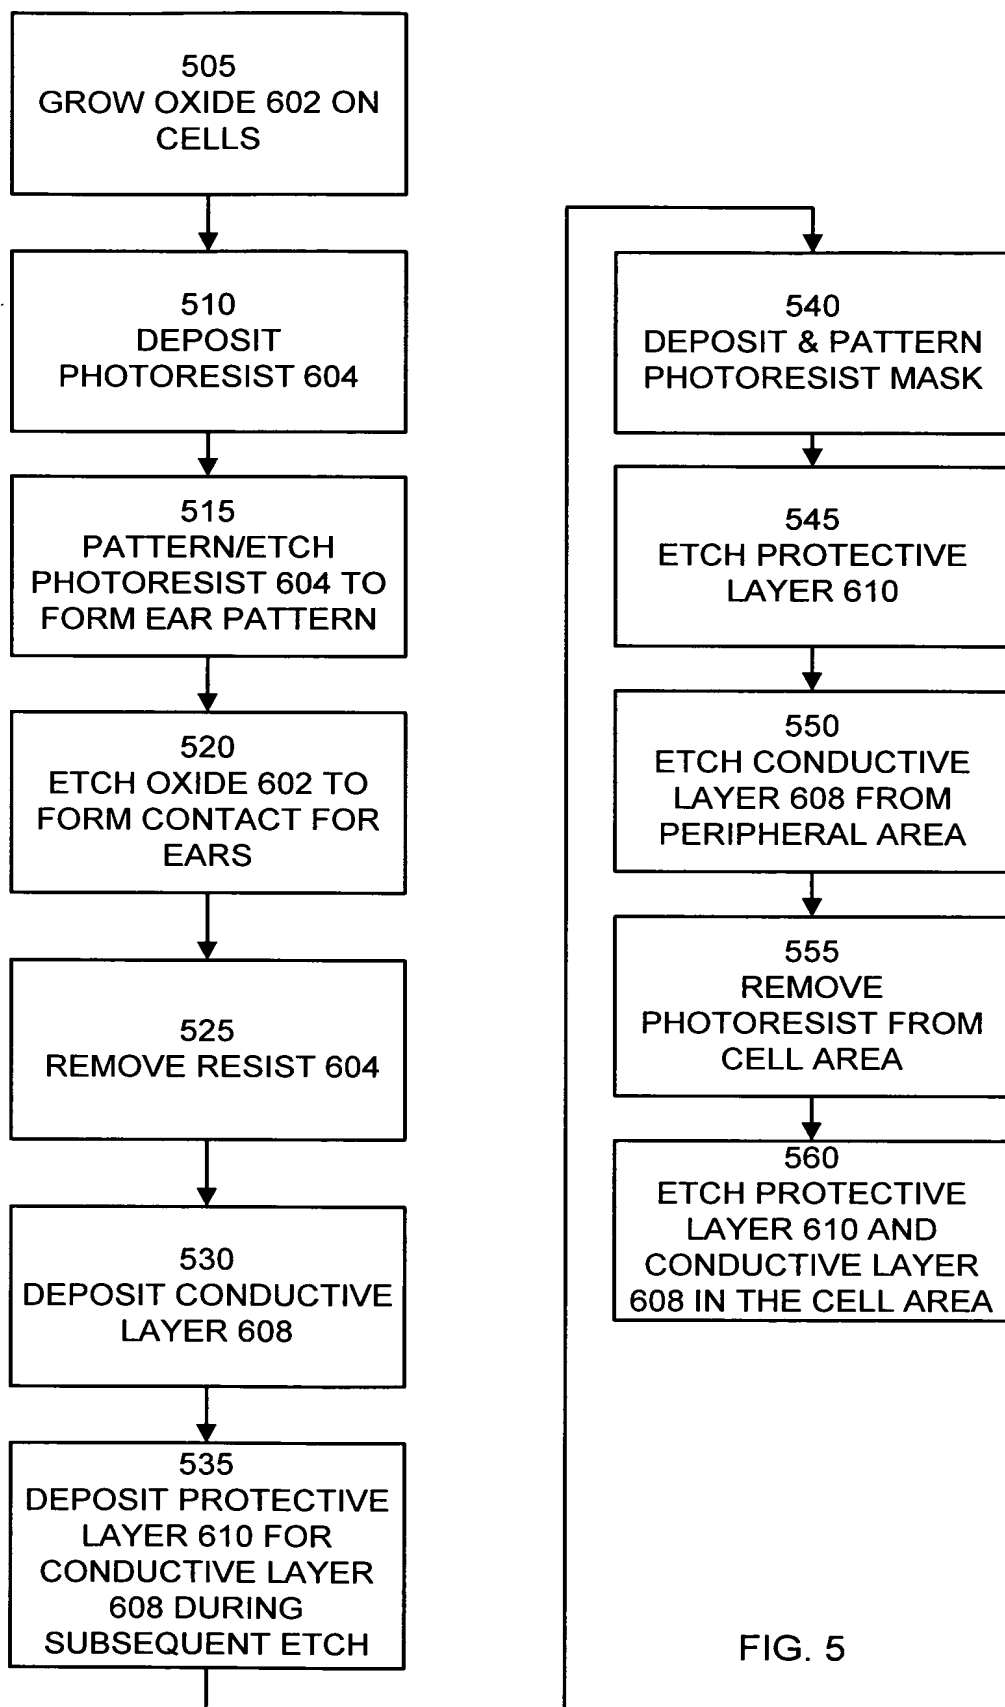 505
GROW OXIDE 602 ON
CELLS
510
DEPOSIT
PHOTORESIST 604
515
PATTERN/ETCH
PHOTORESIST 604 TO
FORM EAR PATTERN
520
ETCH OXIDE 602 TO
FORM CONTACT FOR
EARS
525
REMOVE RESIST 604
530
DEPOSIT CONDUCTIVE
LAYER 608
535
DEPOSIT PROTECTIVE
LAYER 610 FOR
CONDUCTIVE LAYER
608 DURING
SUBSEQUENT ETCH
540
DEPOSIT & PATTERN
PHOTORESIST MASK
545
ETCH PROTECTIVE
LAYER 610
550
ETCH CONDUCTIVE
LAYER 608 FROM
PERIPHERAL AREA
555
REMOVE
PHOTORESIST FROM
CELL AREA
560
ETCH PROTECTIVE
LAYER 610 AND
CONDUCTIVE LAYER
608 IN THE CELL AREA
FIG. 5